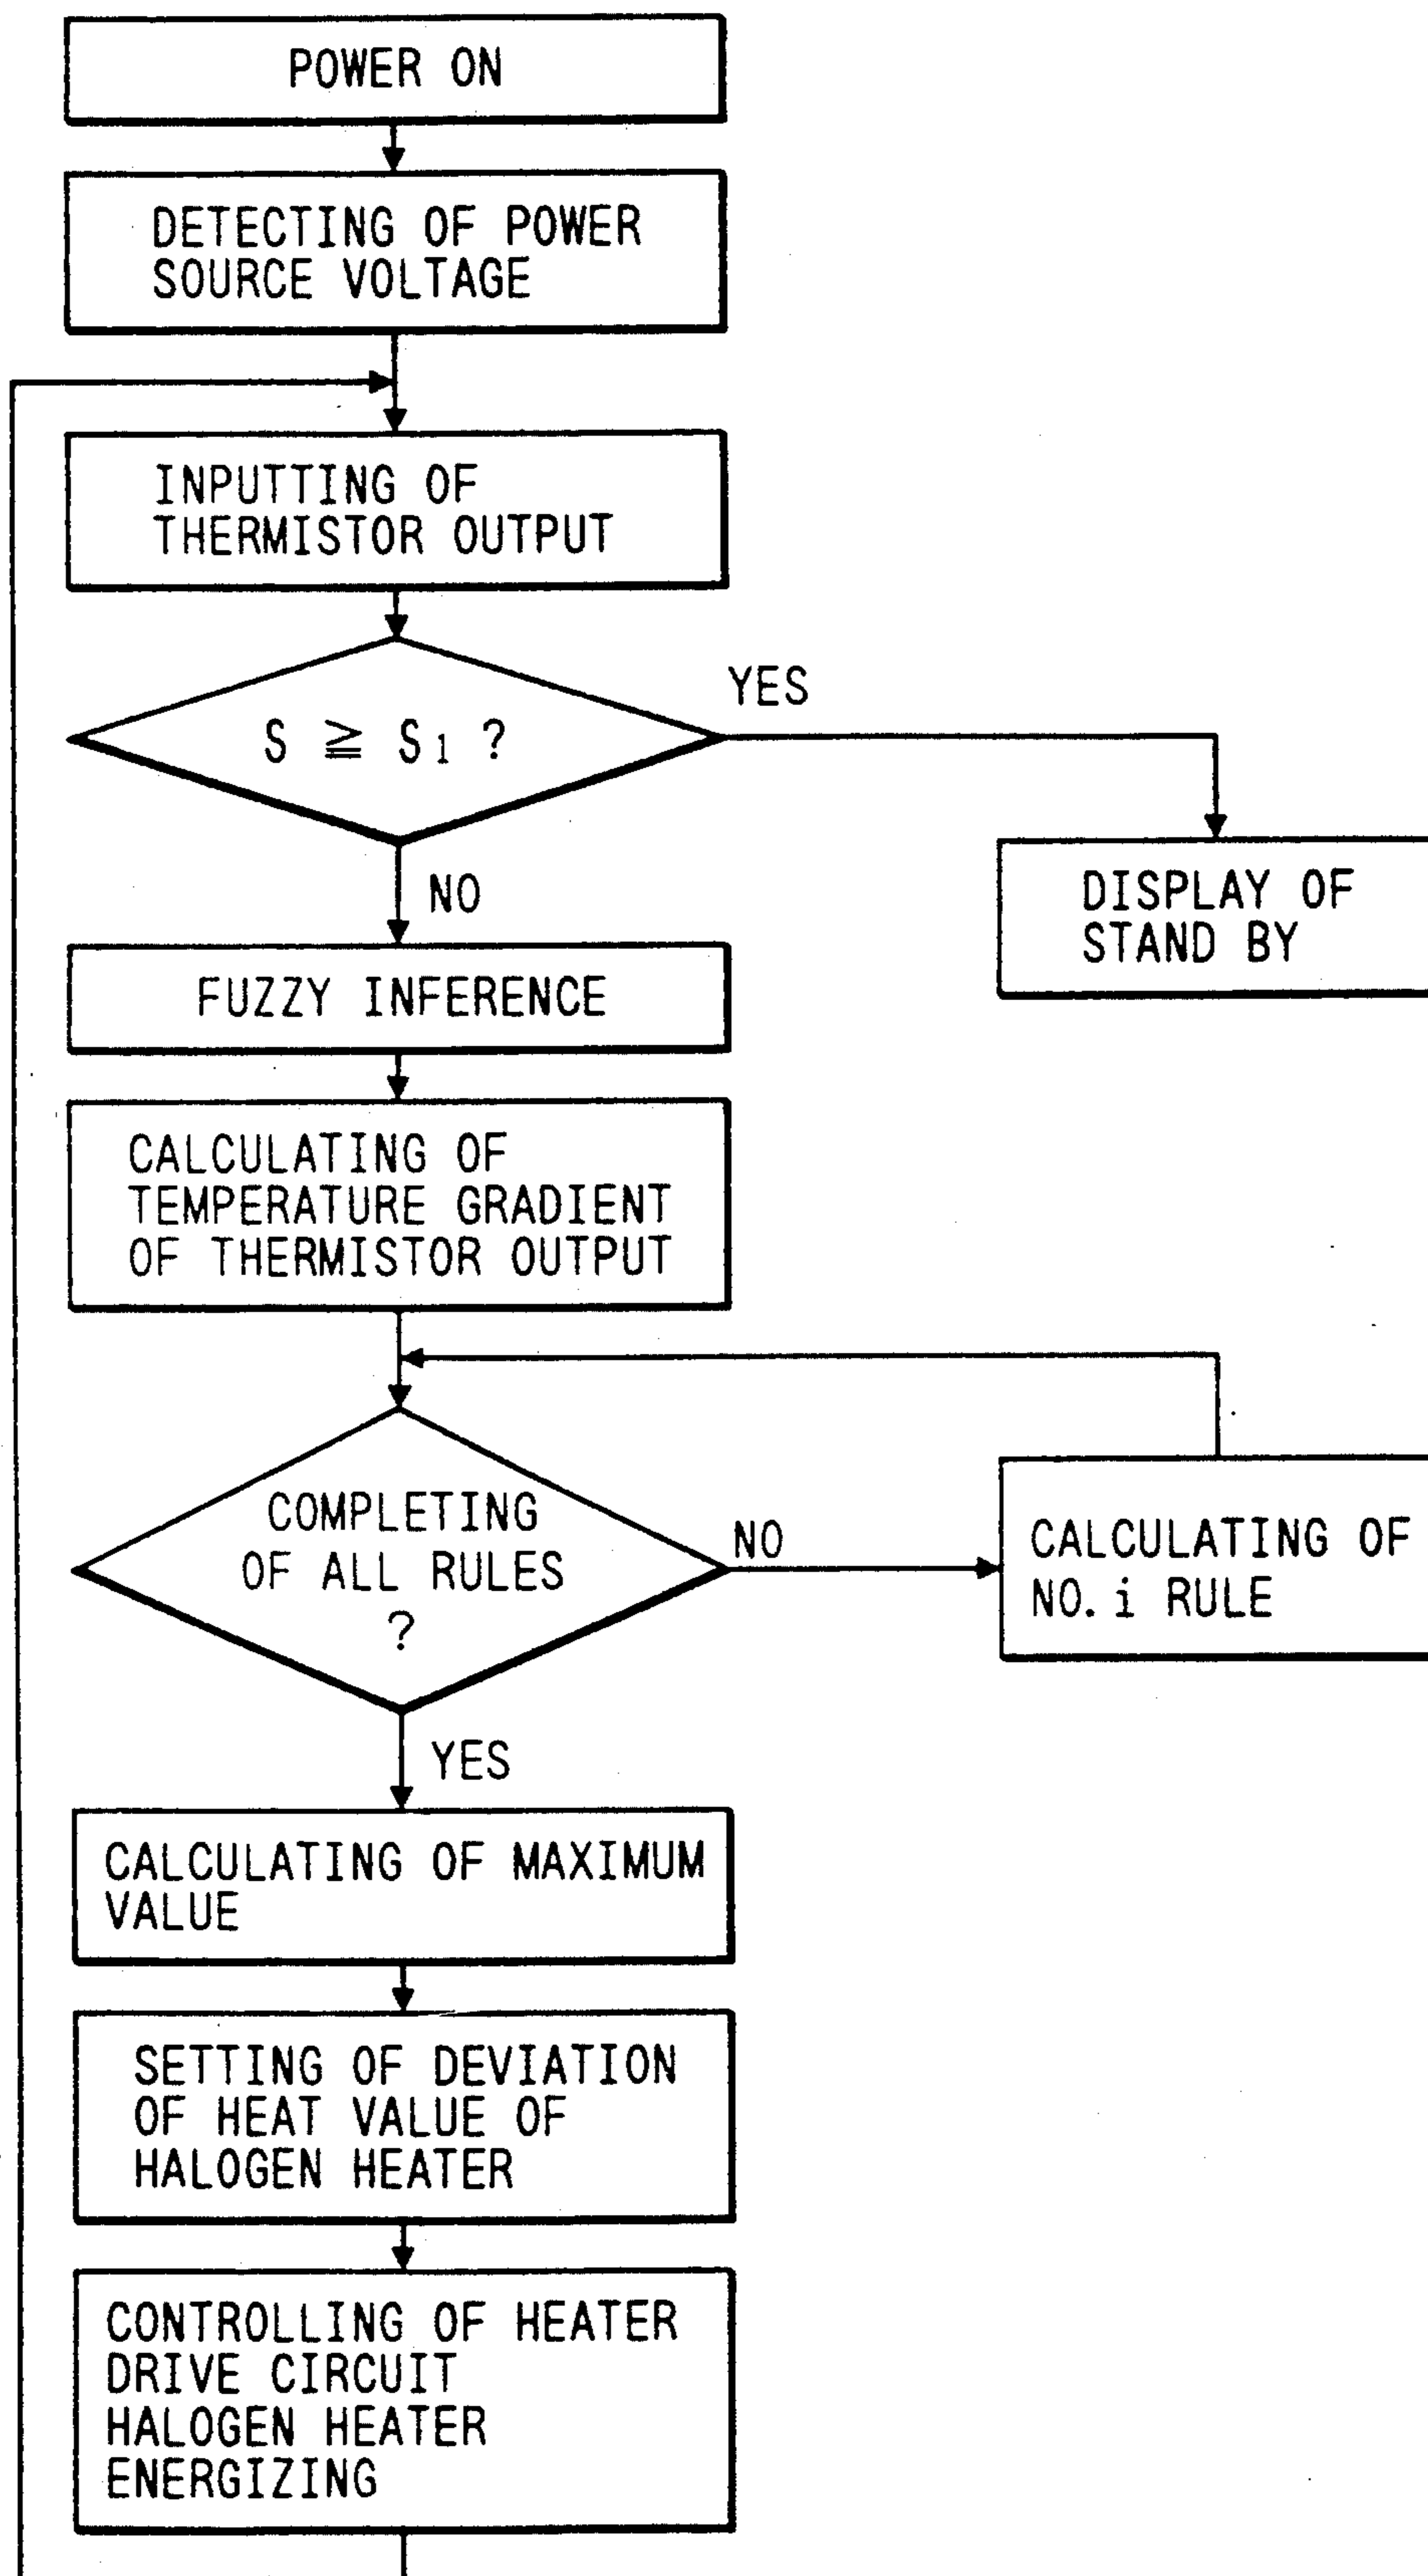 POWER ON
DETECTING OF POWER
SOURCE VOLTAGE
INPUTTING OF
THERMISTOR OUTPUT
S ≧ S1 ?
YES
NO
DISPLAY OF
STAND BY
FUZZY INFERENCE
CALCULATING OF
TEMPERATURE GRADIENT
OF THERMISTOR OUTPUT
COMPLETING
OF ALL RULES
?
NO
CALCULATING OF
NO. i RULE
YES
CALCULATING OF MAXIMUM
VALUE
SETTING OF DEVIATION
OF HEAT VALUE OF
HALOGEN HEATER
CONTROLLING OF HEATER
DRIVE CIRCUIT
HALOGEN HEATER
ENERGIZING